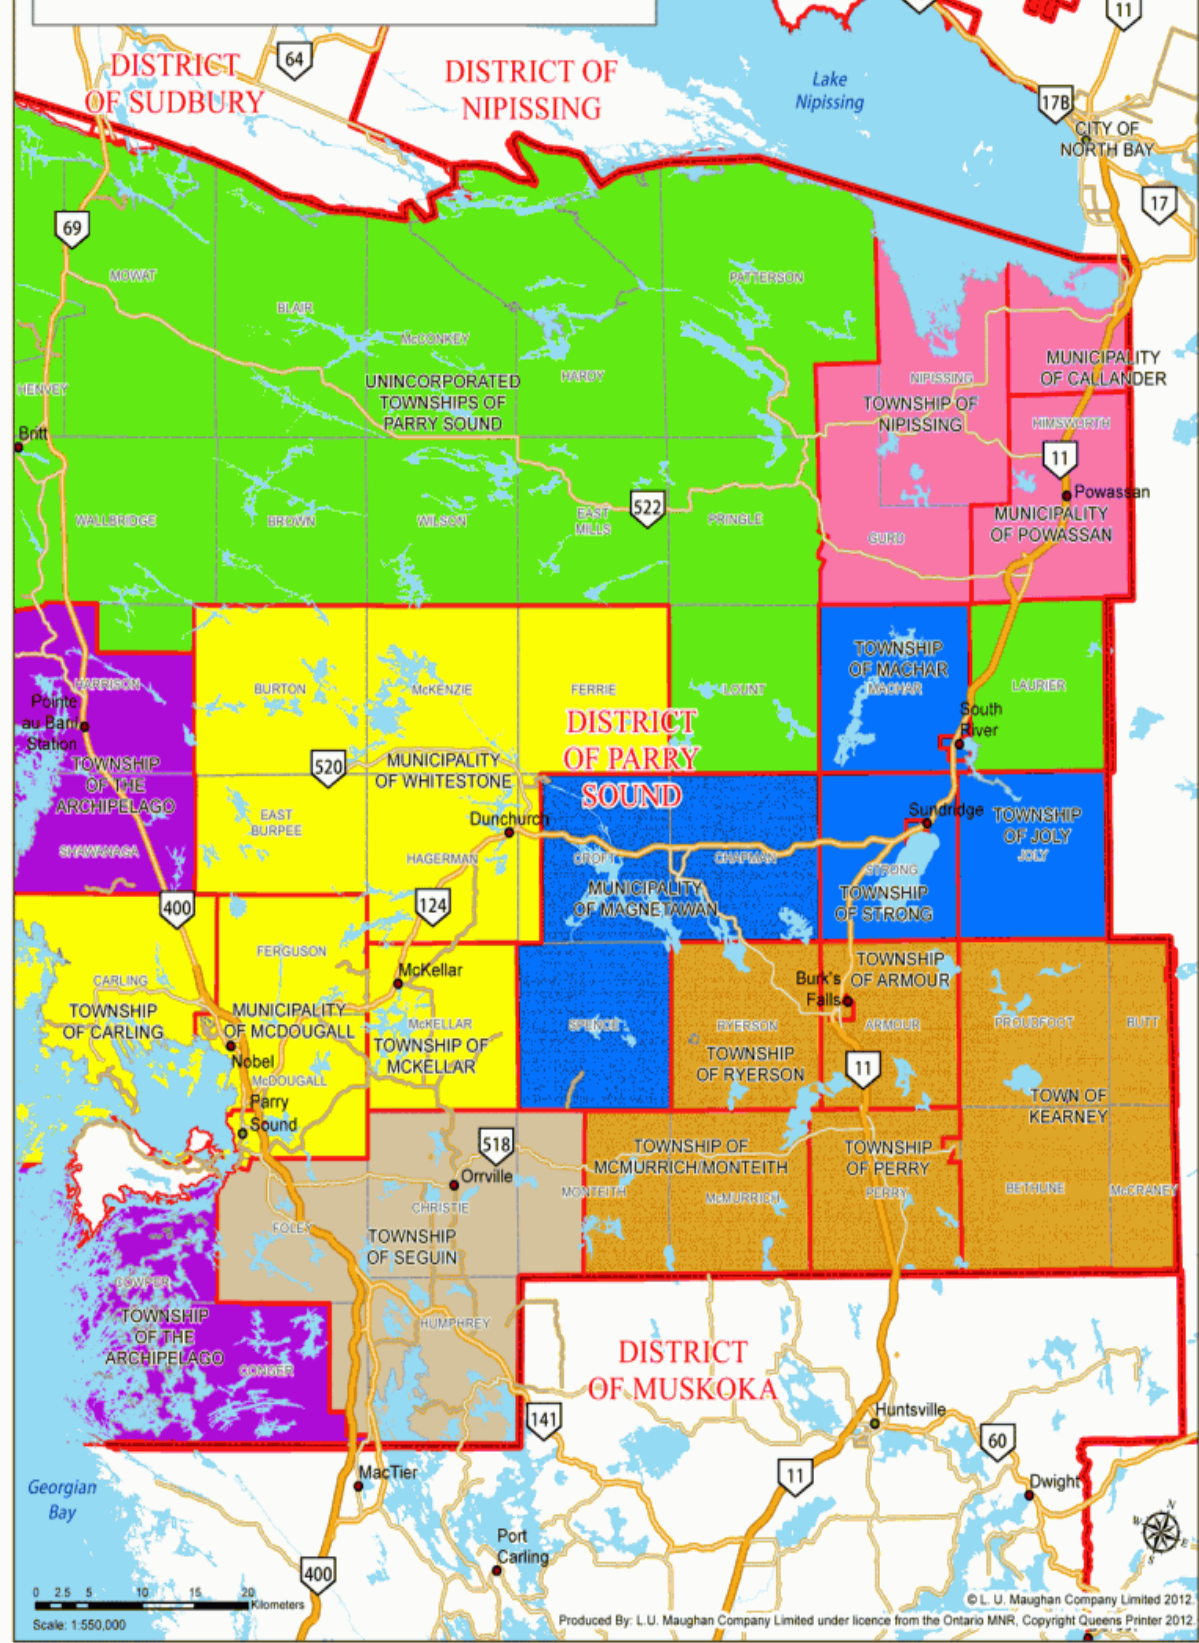 11
64
DISTRICT
OF SUDBURY
DISTRICT OF
NIPISSING
Lake
Nipissing
17B
CITY OF
NORTH BAY
17
69
MOWAT
BLAIR
McCONKEY
PATTERSON
HARDY
HENVEY
UNINCORPORATED
TOWNSHIPS OF
PARRY SOUND
NIPISSING
TOWNSHIP OF
NIPISSING
MUNICIPALITY
OF CALLANDER
HIMSWORTH
11
Britt
Powassan
MUNICIPALITY
OF POWASSAN
522
WALLBRIDGE
BROWN
WILSON
EAST
MILLS
PRINGLE
GURD
HARRISON
Pointe
au Baril
Station
TOWNSHIP
OF THE
ARCHIPELAGO
SHAWANAGA
BURTON
McKENZIE
FERRIE
LOUNT
TOWNSHIP
OF MACHAR
MACHAR
LAURIER
South
River
DISTRICT
OF PARRY
SOUND
520
MUNICIPALITY
OF WHITESTONE
EAST
BURPEE
Dunchurch
HAGERMAN
CROFT
CHAPMAN
MUNICIPALITY
OF MAGNETAWAN
Sundridge
STRONG
TOWNSHIP
OF STRONG
TOWNSHIP
OF JOLY
JOLY
400
124
FERGUSON
CARLING
TOWNSHIP
OF CARLING
MUNICIPALITY
OF MCDOUGALL
McKellar
McKELLAR
TOWNSHIP OF
MCKELLAR
Nobel
McDOUGALL
Parry
Sound
SPENCE
RYERSON
TOWNSHIP
OF RYERSON
Burk's
Falls
TOWNSHIP
OF ARMOUR
ARMOUR
11
PROUDFOOT
BUTT
TOWN OF
KEARNEY
518
Orrville
MONTEITH
TOWNSHIP OF
MCMURRICH/MONTEITH
McMURRICH
TOWNSHIP
OF PERRY
PERRY
BETHUNE
McCRANEY
FOLEY
CHRISTIE
TOWNSHIP
OF SEGUIN
COWPER
TOWNSHIP
OF THE
ARCHIPELAGO
CONGER
HUMPHREY
DISTRICT
OF MUSKOKA
141
Huntsville
60
11
Dwight
MacTier
Georgian
Bay
Port
Carling
400
N
W
E
S
0 2.5 5 10 15 20
Kilometers
Scale: 1:550,000
© L. U. Maughan Company Limited 2012.
Produced By: L.U. Maughan Company Limited under licence from the Ontario MNR, Copyright Queens Printer 2012.